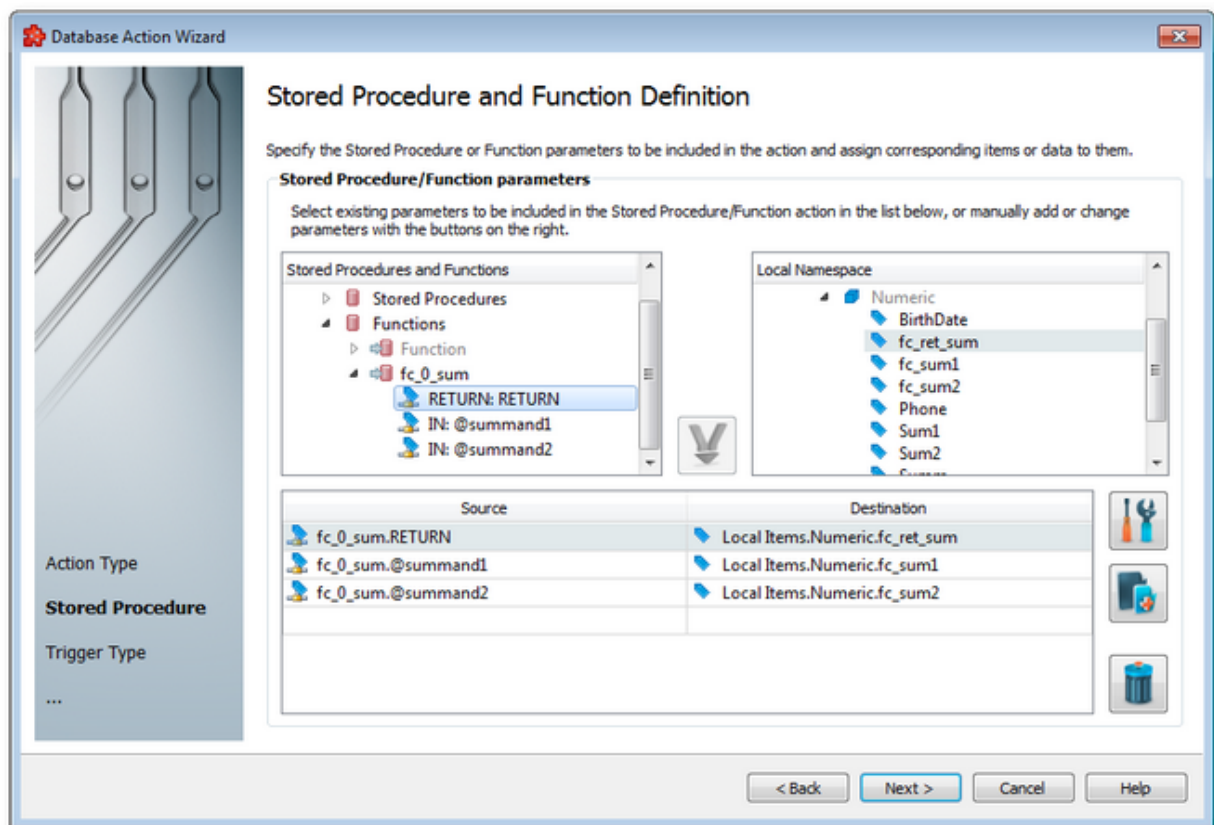 Database Action Wizard
Stored Procedure and Function Definition
Specify the Stored Procedure or Function parameters to be included in the action and assign corresponding items or data to them.
Stored Procedure/Function parameters
Select existing parameters to be included in the Stored Procedure/Function action in the list below, or manually add or change
parameters with the buttons on the right.
Stored Procedures and Functions
Stored Procedures
Functions
Function
fc_0_sum
RETURN: RETURN
IN: @summand1
IN: @summand2
Local Namespace
Numeric
BirthDate
fc_ret_sum
fc_sum1
fc_sum2
Phone
Sum1
Sum2
Source Destination
fc_0_sum.RETURN Local Items.Numeric.fc_ret_sum
fc_0_sum.@summand1 Local Items.Numeric.fc_sum1
fc_0_sum.@summand2 Local Items.Numeric.fc_sum2
Action Type
Stored Procedure
Trigger Type
...
< Back Next > Cancel Help